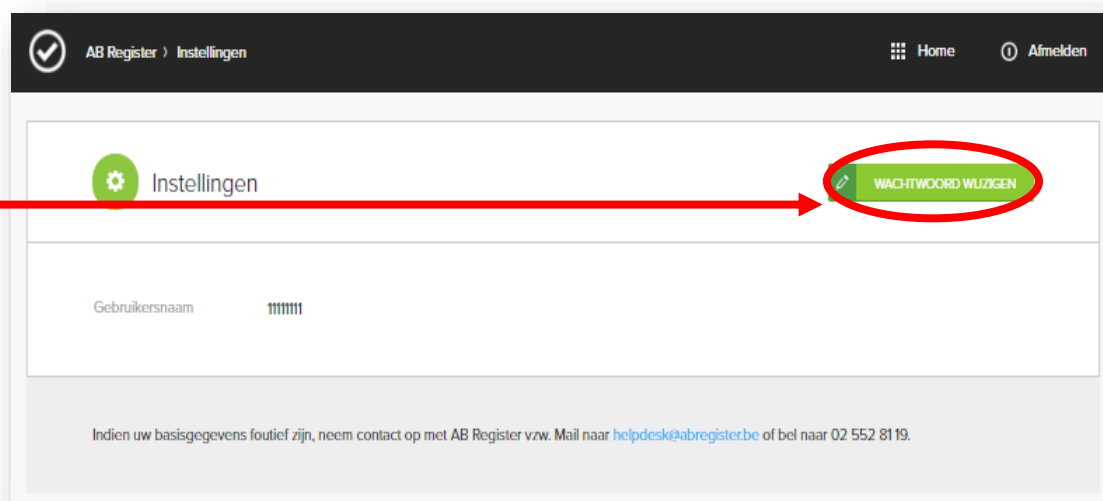 AB Register > Instellingen
Home
Afmelden
Instellingen
WACHTWOORD WIJZIGEN
Gebruikersnaam 11111111
Indien uw basisgegevens foutief zijn, neem contact op met AB Register vzw. Mail naar helpdesk@abregister.be of bel naar 02 552 81 19.